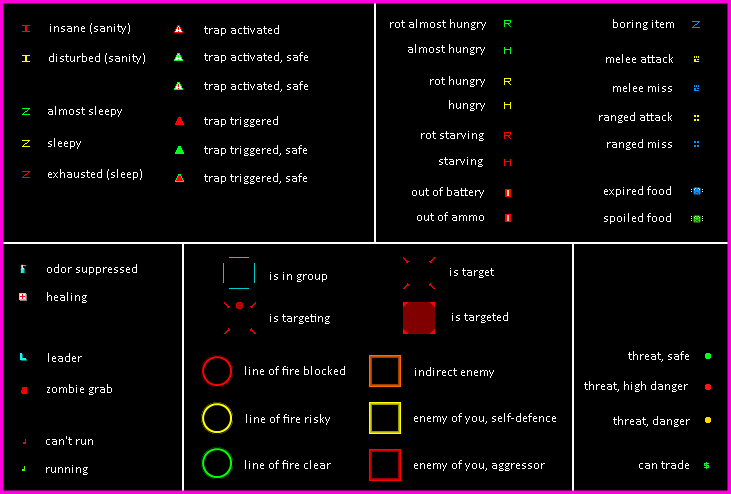 insane (sanity)
disturbed (sanity)
almost sleepy
sleepy
exhausted (sleep)
trap activated
trap activated, safe
trap activated, safe
trap triggered
trap triggered, safe
trap triggered, safe
rot almost hungry R
almost hungry H
rot hungry R
hungry H
rot starving R
starving H
out of battery
out of ammo
boring item Z
melee attack
melee miss
ranged attack
ranged miss
expired food
spoiled food
odor suppressed
healing
leader
zombie grab
can't run
running
is in group
is targeting
is target
is targeted
line of fire blocked
line of fire risky
line of fire clear
indirect enemy
enemy of you, self-defence
enemy of you, aggressor
threat, safe
threat, high danger
threat, danger
can trade $